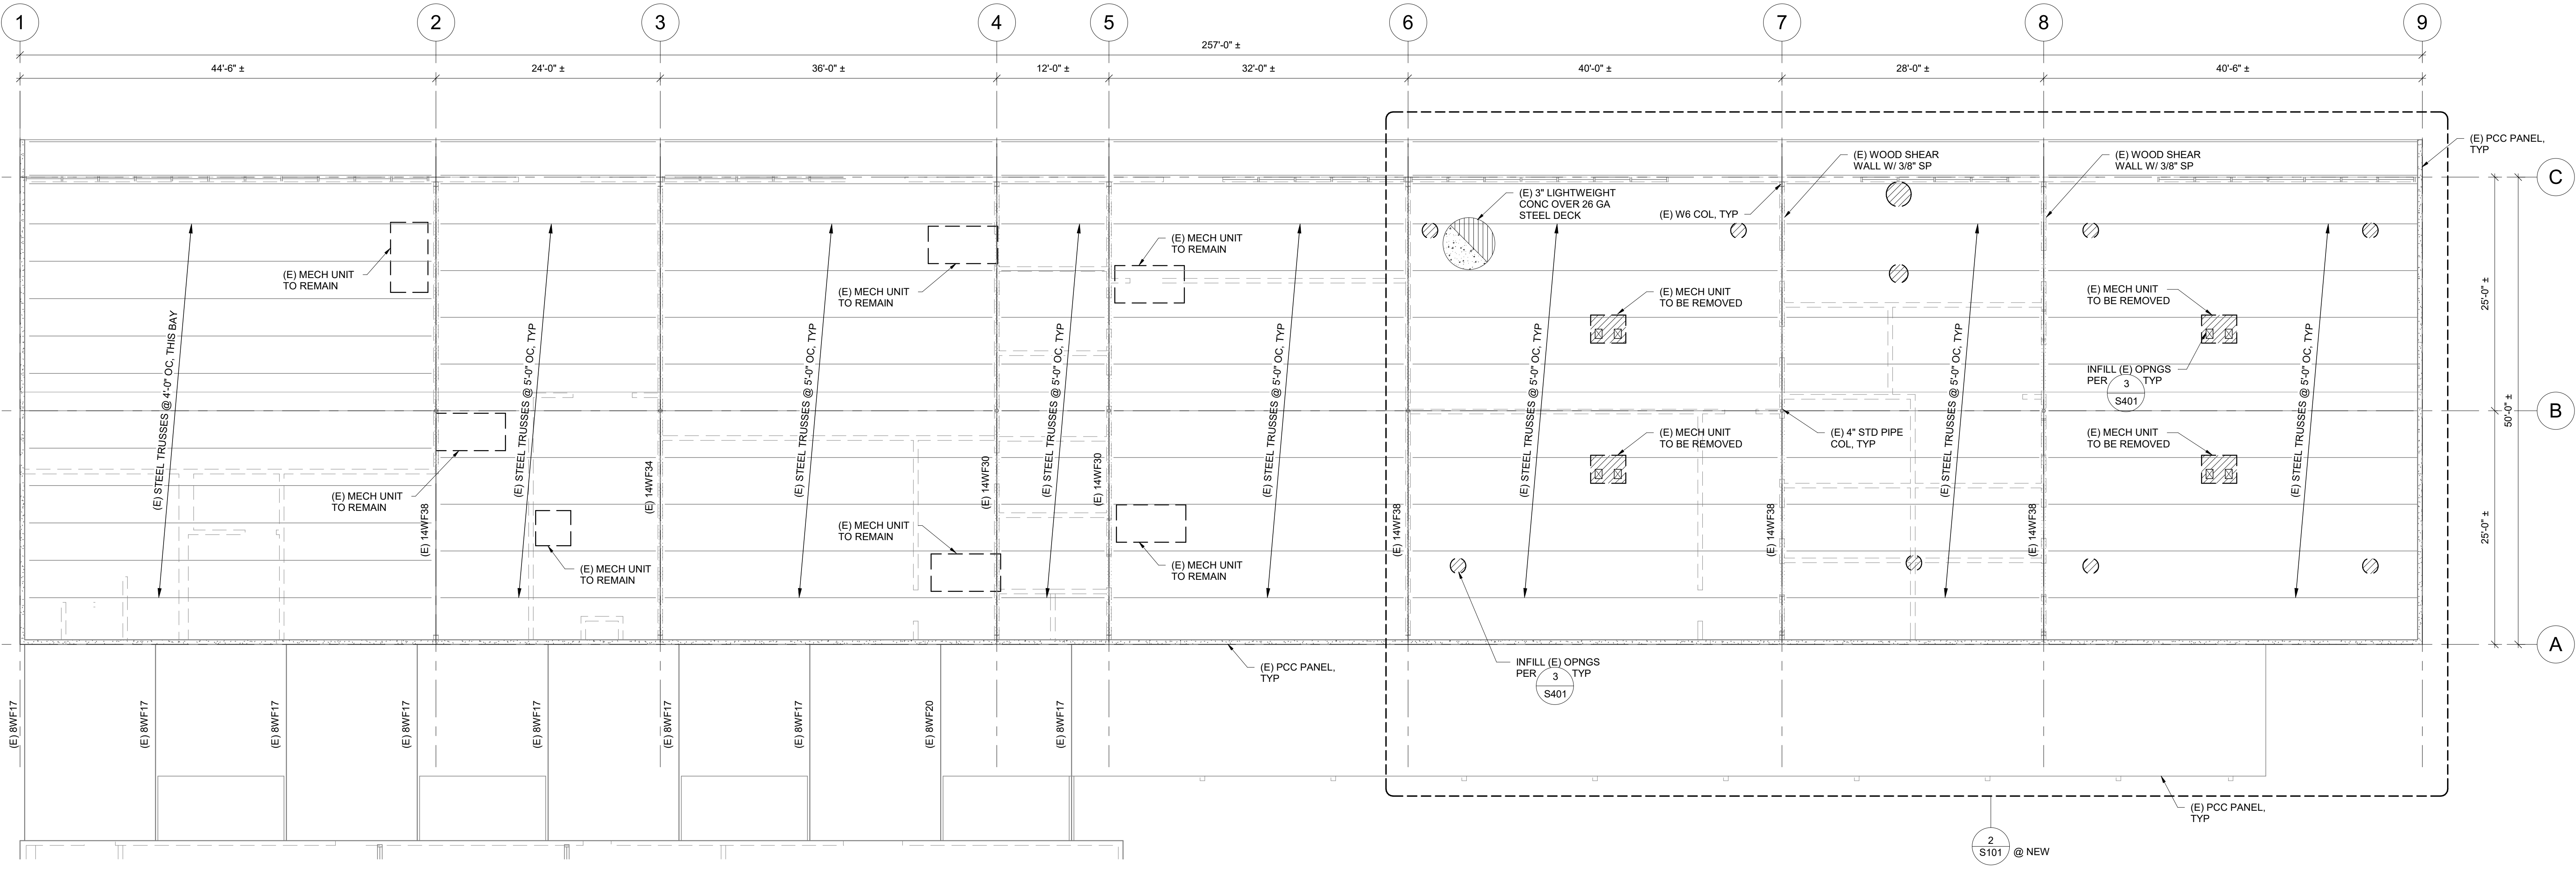 1
2
3
4
5
6
7
8
9
257'-0" ±
44'-6" ±
24'-0" ±
36'-0" ±
12'-0" ±
32'-0" ±
40'-0" ±
28'-0" ±
40'-6" ±
(E) PCC PANEL,
TYP
(E) WOOD SHEAR
WALL W/ 3/8" SP
(E) WOOD SHEAR
WALL W/ 3/8" SP
C
(E) 3" LIGHTWEIGHT
CONC OVER 26 GA
STEEL DECK
(E) W6 COL, TYP
(E) MECH UNIT
TO REMAIN
(E) MECH UNIT
TO REMAIN
(E) MECH UNIT
TO REMAIN
(E) MECH UNIT
TO BE REMOVED
(E) MECH UNIT
TO BE REMOVED
25'-0" ±
(E) STEEL TRUSSES @ 4'-0" OC, THIS BAY
(E) STEEL TRUSSES @ 5'-0" OC, TYP
(E) STEEL TRUSSES @ 5'-0" OC, TYP
(E) STEEL TRUSSES @ 5'-0" OC, TYP
(E) STEEL TRUSSES @ 5'-0" OC, TYP
(E) STEEL TRUSSES @ 5'-0" OC, TYP
(E) STEEL TRUSSES @ 5'-0" OC, TYP
(E) STEEL TRUSSES @ 5'-0" OC, TYP
INFILL (E) OPNGS
PER 3 TYP
S401
50'-0" ±
B
(E) MECH UNIT
TO BE REMOVED
(E) 4" STD PIPE
COL, TYP
(E) MECH UNIT
TO BE REMOVED
(E) MECH UNIT
TO REMAIN
(E) 14WF38
(E) 14WF34
(E) 14WF30
(E) 14WF30
(E) 14WF38
(E) 14WF38
(E) 14WF38
25'-0" ±
(E) MECH UNIT
TO REMAIN
(E) MECH UNIT
TO REMAIN
(E) MECH UNIT
TO REMAIN
A
(E) PCC PANEL,
TYP
INFILL (E) OPNGS
PER 3 TYP
S401
(E) 8WF17
(E) 8WF17
(E) 8WF17
(E) 8WF17
(E) 8WF17
(E) 8WF17
(E) 8WF17
(E) 8WF20
(E) 8WF17
(E) PCC PANEL,
TYP
2
S101 @ NEW